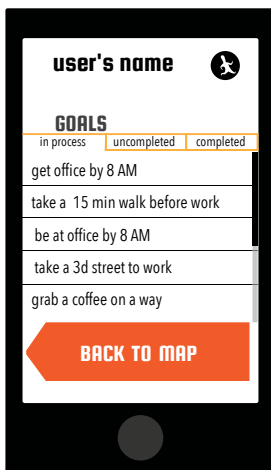 user's name
GOALS
in process uncompleted completed
get office by 8 AM
take a 15 min walk before work
be at office by 8 AM
take a 3d street to work
grab a coffee on a way
BACK TO MAP